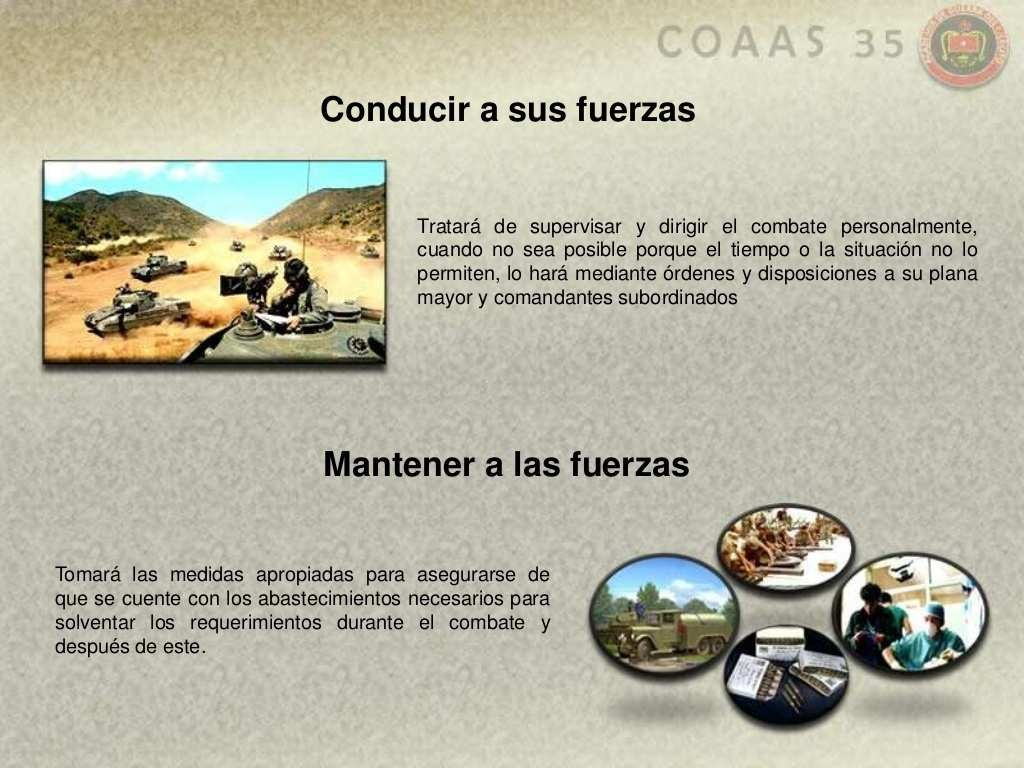 COAAS 35
Conducir a sus fuerzas
Tratará de supervisar y dirigir el combate personalmente,
cuando no sea posible porque el tiempo o la situación no lo
permiten, lo hará mediante órdenes y disposiciones a su plana
mayor y comandantes subordinados
Mantener a las fuerzas
Tomará las medidas apropiadas para asegurarse de
que se cuente con los abastecimientos necesarios para
solventar los requerimientos durante el combate y
después de este.